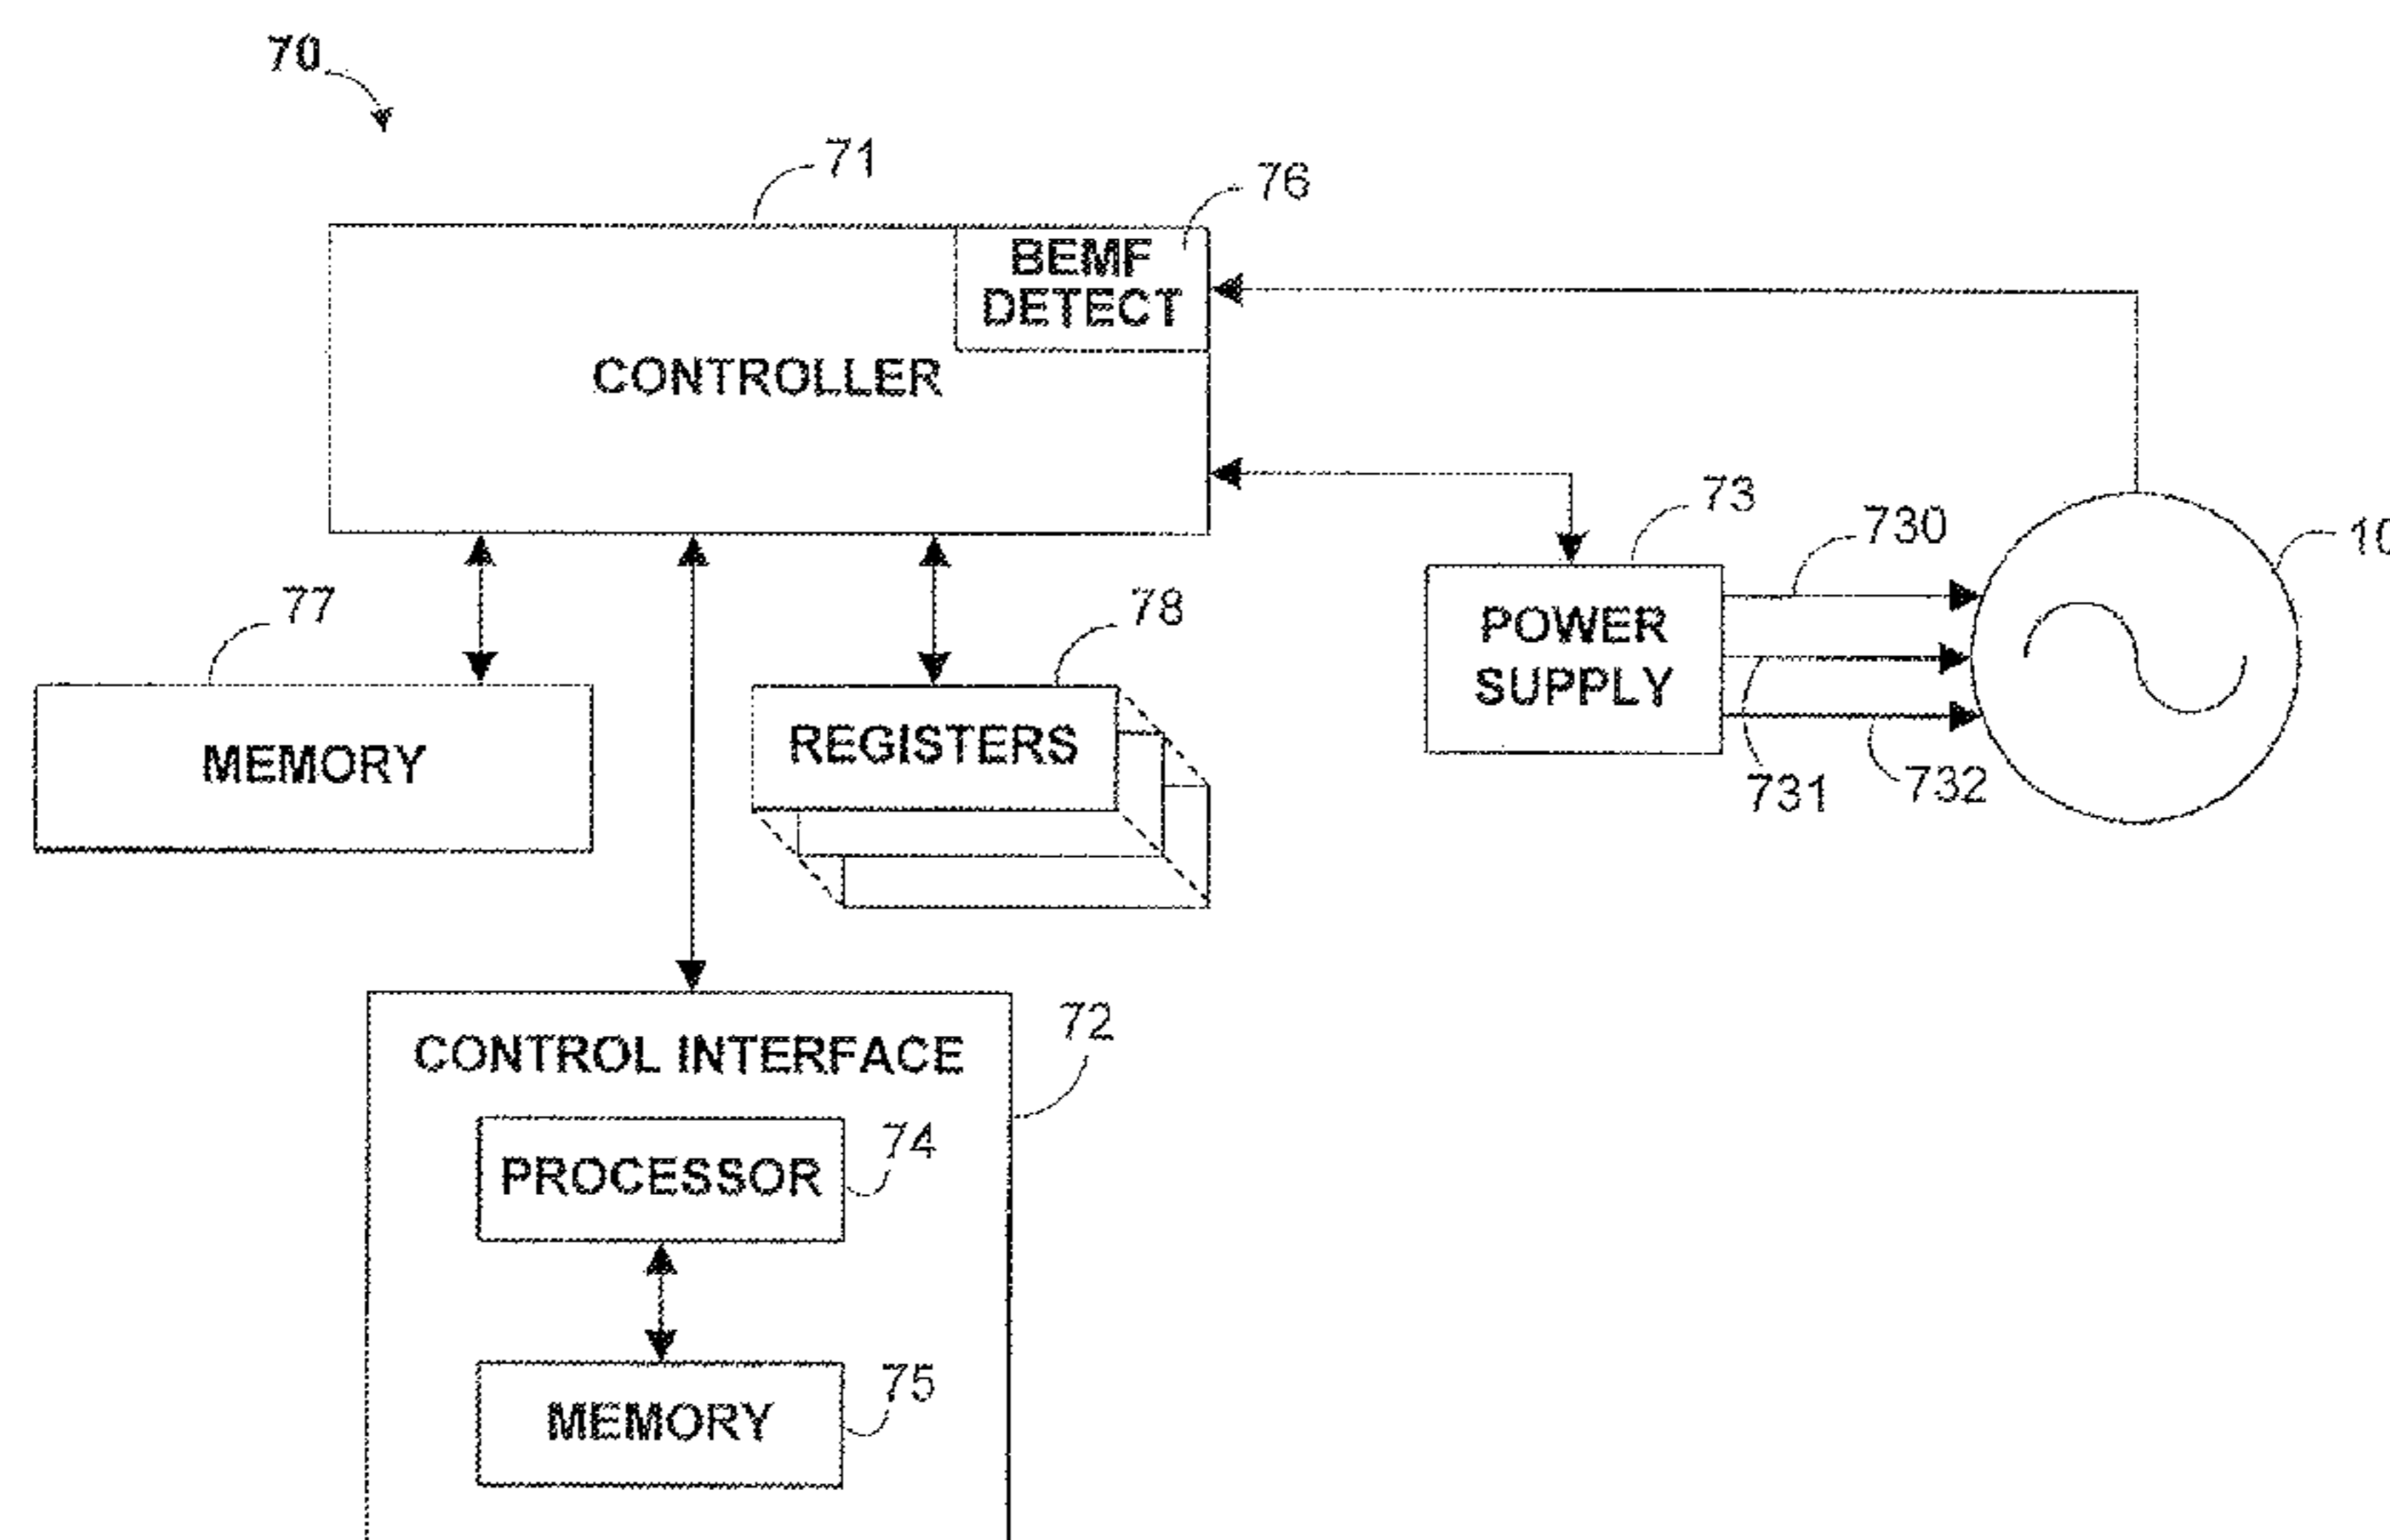 70
71
76
BEMF
DETECT
CONTROLLER
73
730
10
77
78
POWER
SUPPLY
MEMORY
REGISTERS
731
732
72
CONTROL INTERFACE
74
PROCESSOR
75
MEMORY